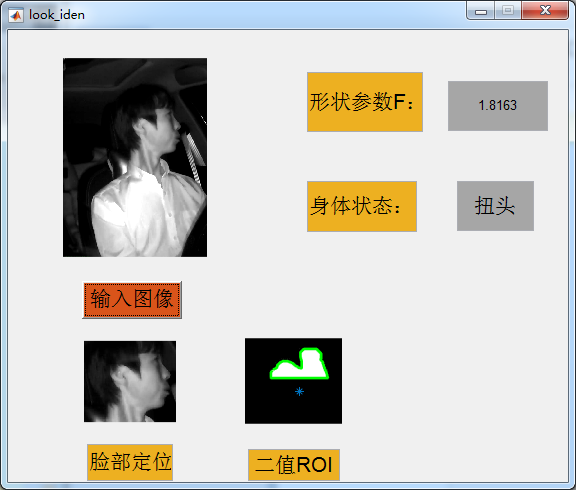 look_iden
形状参数F：
1.8163
身体状态：
扭头
输入图像
脸部定位
二值ROI